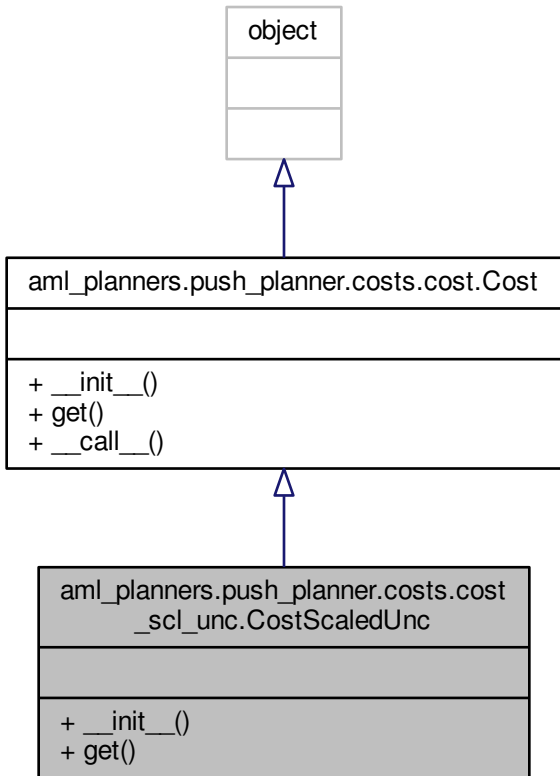 object
aml_planners.push_planner.costs.cost.Cost
+ __init__()
+ get()
+ __call__()
aml_planners.push_planner.costs.cost
_scl_unc.CostScaledUnc
+ __init__()
+ get()